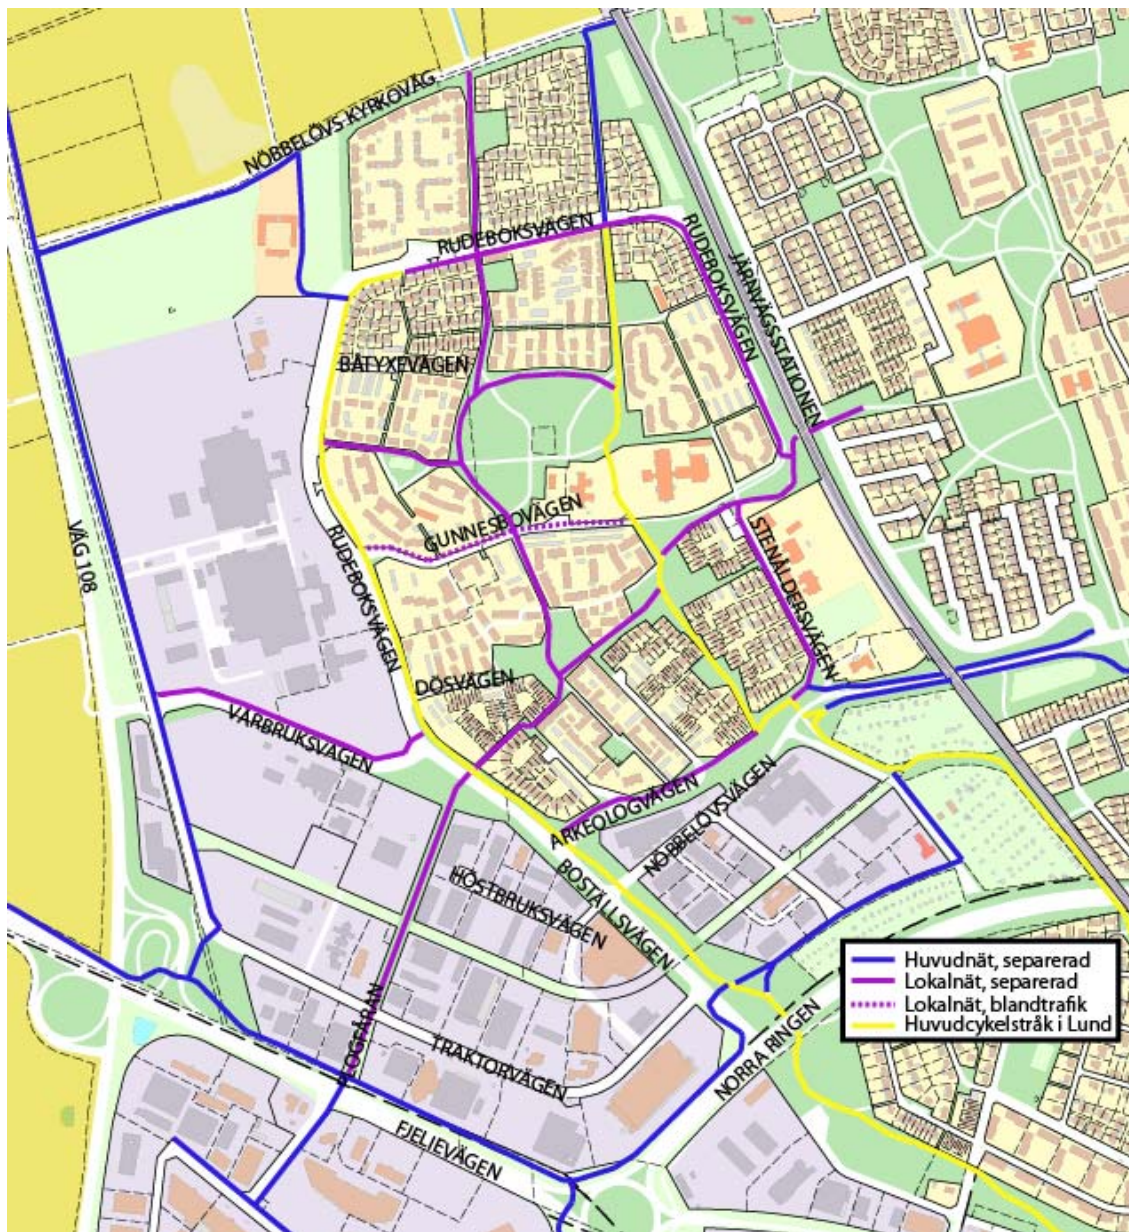 NÖBBELÖVS KYRKOVÄG
RUDEBOKSVÄGEN
RUDEBOKSVÄGEN
JÄRNVÄGSSTATIONEN
BÅTYXEVÄGEN
GUNNESBOVÄGEN
VÄG 108
RUDEBOKSVÄGEN
STENÅLDERSVÄGEN
DÖSVÄGEN
VÅRBRUKSVÄGEN
ARKEOLOGVÄGEN
NÖBBELÖVSVÄGEN
HÖSTBRUKSVÄGEN
BOSTÄLLSVÄGEN
PLOGFÅRAN
TRAKTORVÄGEN
NORRA RINGEN
FJELIEVÄGEN
Huvudnät, separerad
Lokalnät, separerad
Lokalnät, blandtrafik
Huvudcykelstråk i Lund